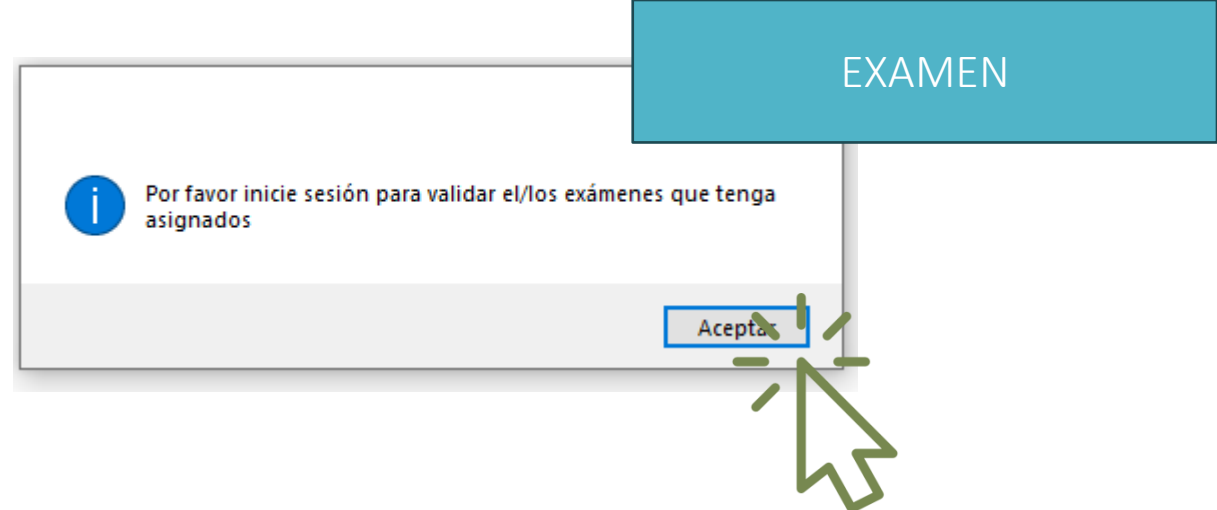 EXAMEN
Por favor inicie sesión para validar el/los exámenes que tenga
asignados
Aceptar